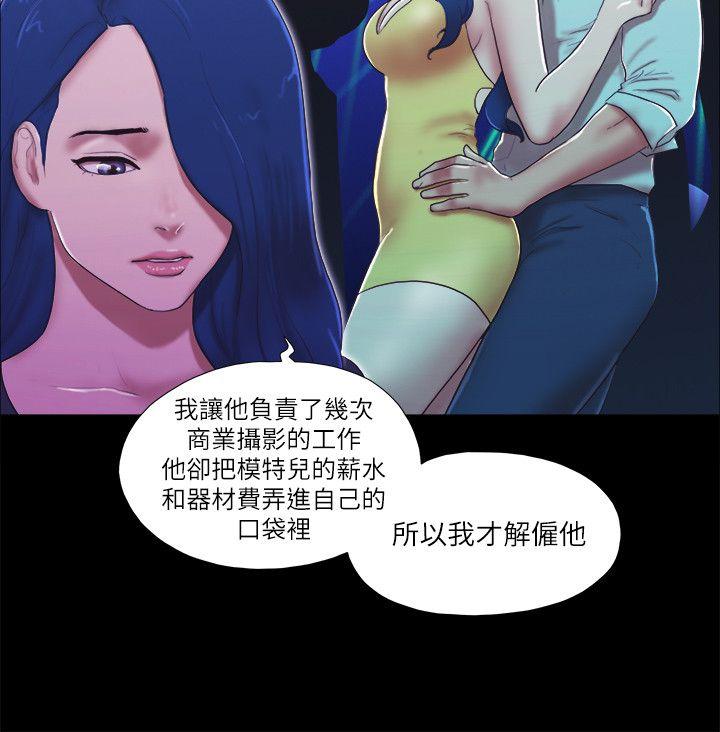 我讓他負責了幾次
商業攝影的工作
他卻把模特兒的薪水
和器材費弄進自己的
口袋裡
所以我才解僱他